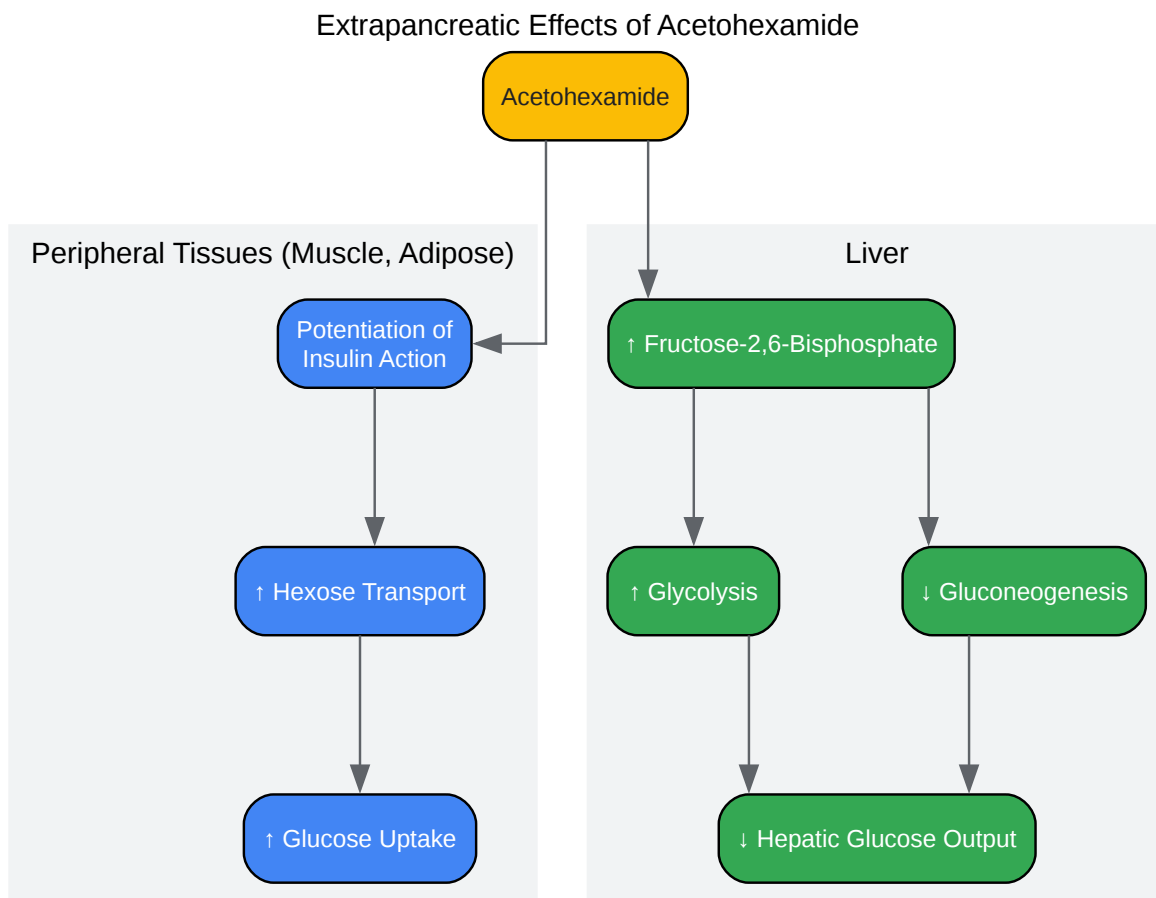 Extrapancreatic Effects of Acetohexamide
Acetohexamide
Peripheral Tissues (Muscle, Adipose)
Potentiation of
Insulin Action
↑ Hexose Transport
↑ Glucose Uptake
Liver
↑ Fructose-2,6-Bisphosphate
↑ Glycolysis
↓ Gluconeogenesis
↓ Hepatic Glucose Output